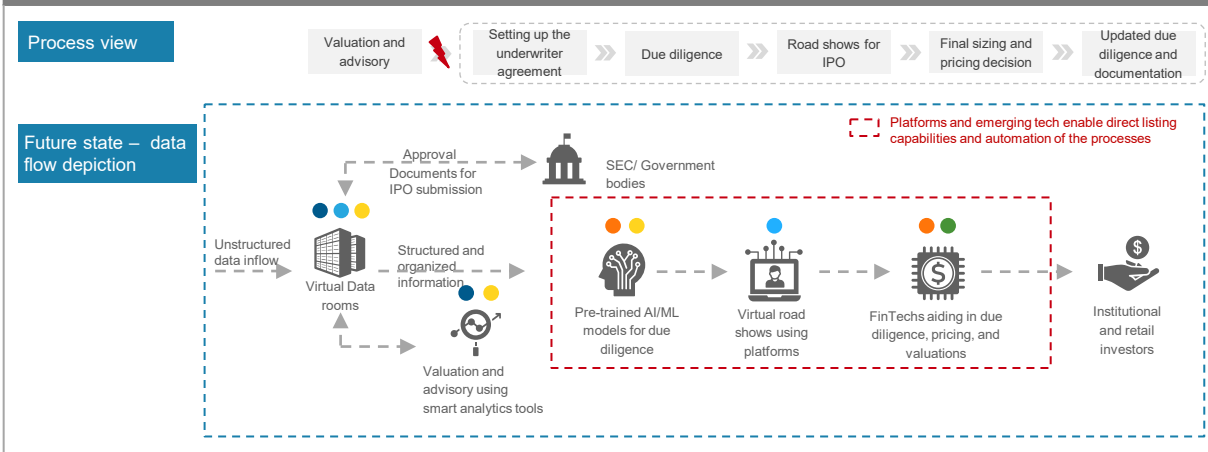 Process view
Valuation and
advisory
Setting up the
underwriter
agreement
Due diligence
Road shows for
IPO
Final sizing and
pricing decision
Updated due
diligence and
documentation
Future state –  data
flow depiction
Platforms and emerging tech enable direct listing
capabilities and automation of the processes
Approval
Documents for
IPO submission
SEC/ Government
bodies
Unstructured
data inflow
Virtual Data
rooms
Structured and
organized
information
Valuation and
advisory using
smart analytics tools
Pre-trained AI/ML
models for due
diligence
Virtual road
shows using
platforms
$
FinTechs aiding in due
diligence, pricing, and
valuations
$
Institutional
and retail
investors